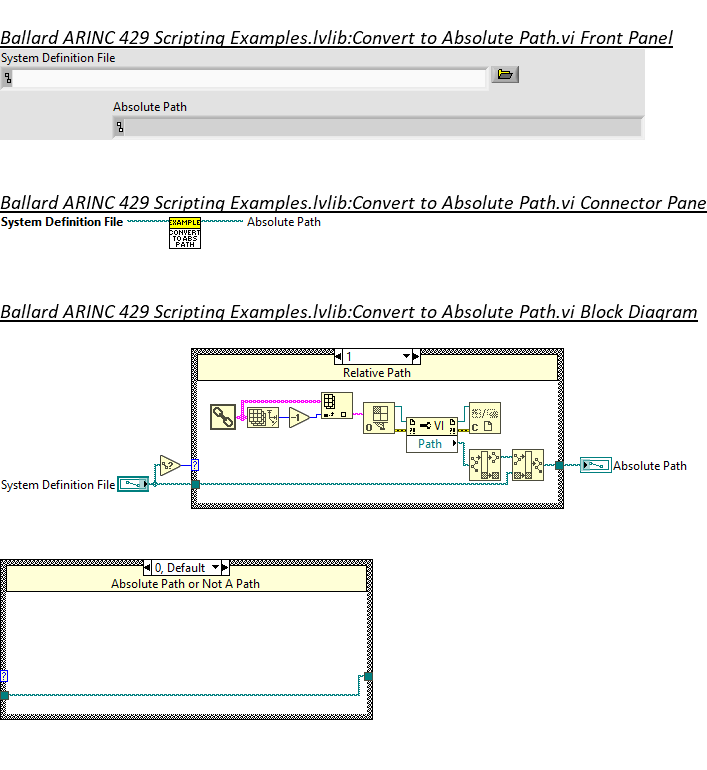 Ballard ARINC 429 Scripting Examples.lvlib:Convert to Absolute Path.vi Front Panel
System Definition File
Absolute Path
Ballard ARINC 429 Scripting Examples.lvlib:Convert to Absolute Path.vi Connector Pane
System Definition File
EXAMPLE
CONVERT
TO ABS
PATH
Absolute Path
Ballard ARINC 429 Scripting Examples.lvlib:Convert to Absolute Path.vi Block Diagram
1
Relative Path
-1
0
VI
C
Path
?
?
System Definition File
Absolute Path
0, Default
Absolute Path or Not A Path
?